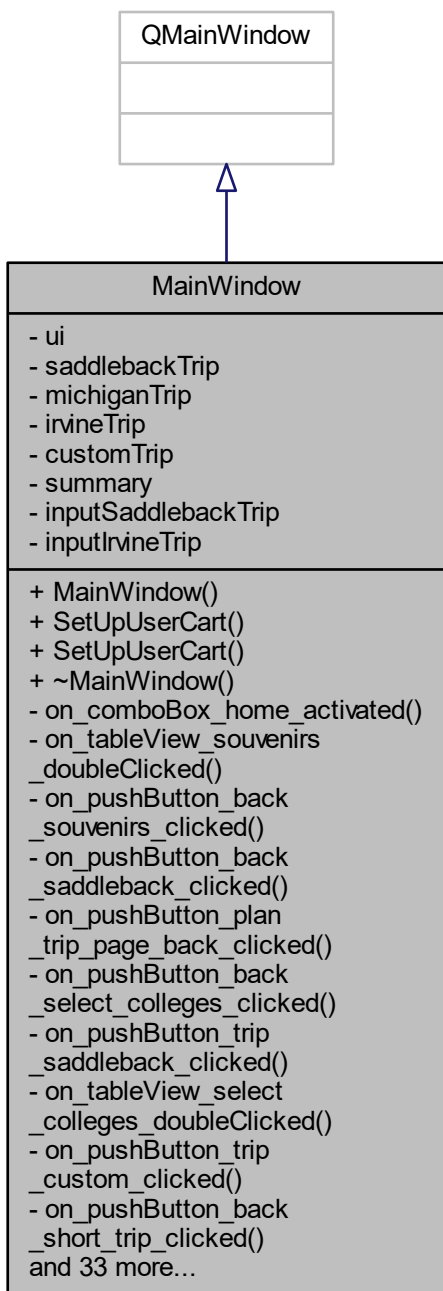 QMainWindow
MainWindow
- ui
- saddlebackTrip
- michiganTrip
- irvineTrip
- customTrip
- summary
- inputSaddlebackTrip
- inputIrvineTrip
+ MainWindow()
+ SetUpUserCart()
+ SetUpUserCart()
+ ~MainWindow()
- on_comboBox_home_activated()
- on_tableView_souvenirs
_doubleClicked()
- on_pushButton_back
_souvenirs_clicked()
- on_pushButton_back
_saddleback_clicked()
- on_pushButton_plan
_trip_page_back_clicked()
- on_pushButton_back
_select_colleges_clicked()
- on_pushButton_trip
_saddleback_clicked()
- on_tableView_select
_colleges_doubleClicked()
- on_pushButton_trip
_custom_clicked()
- on_pushButton_back
_short_trip_clicked()
and 33 more...